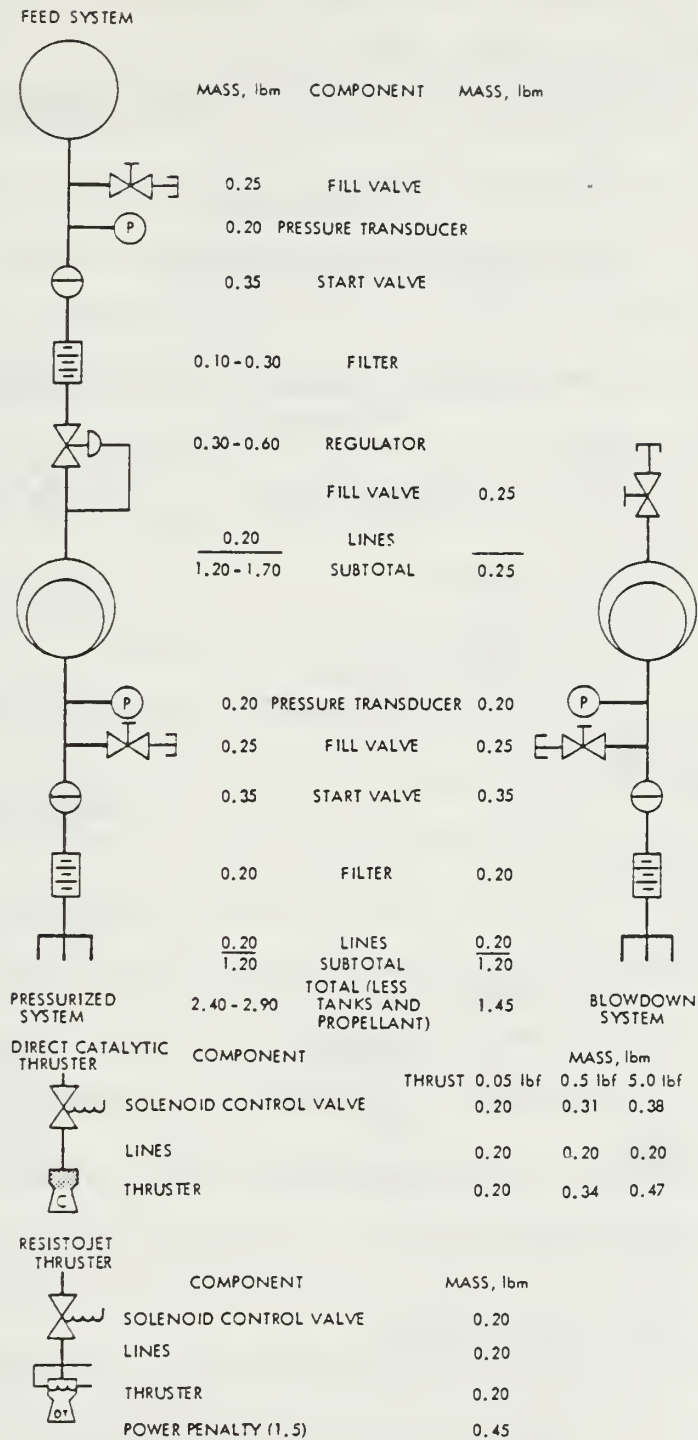 FEED SYSTEM
MASS, lbm COMPONENT MASS, lbm
0.25 FILL VALVE
P 0.20 PRESSURE TRANSDUCER
0.35 START VALVE
0.10-0.30 FILTER
0.30-0.60 REGULATOR
FILL VALVE 0.25
0.20 LINES
1.20-1.70 SUBTOTAL 0.25
P 0.20 PRESSURE TRANSDUCER 0.20 P
0.25 FILL VALVE 0.25
0.35 START VALVE 0.35
0.20 FILTER 0.20
0.20 LINES 0.20
1.20 SUBTOTAL 1.20
PRESSURIZED SYSTEM 2.40-2.90 TOTAL (LESS TANKS AND PROPELLANT) 1.45 BLOWDOWN SYSTEM
DIRECT CATALYTIC THRUSTER
COMPONENT MASS, lbm
THRUST 0.05 lbf 0.5 lbf 5.0 lbf
SOLENOID CONTROL VALVE 0.20 0.31 0.38
LINES 0.20 0.20 0.20
C THRUSTER 0.20 0.34 0.47
RESISTOJET THRUSTER
COMPONENT MASS, lbm
SOLENOID CONTROL VALVE 0.20
LINES 0.20
THRUSTER 0.20
POWER PENALTY (1.5) 0.45